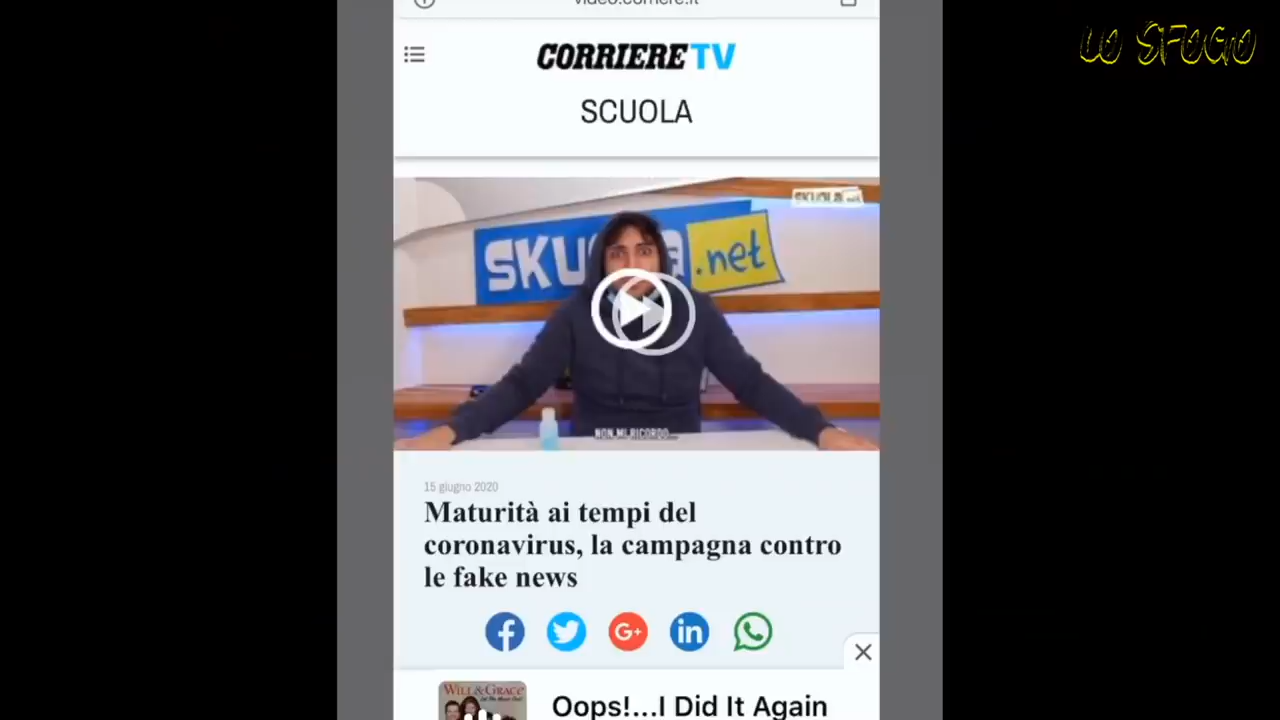 video.corriere.it
LO SFOGO
CORRIERE TV
SCUOLA
SKUOLA.net
.net
NON MI RICORDO...
15 giugno 2020
Maturità ai tempi del
coronavirus, la campagna contro
le fake news
G+
in
WILL & GRACE
Oops!...I Did It Again